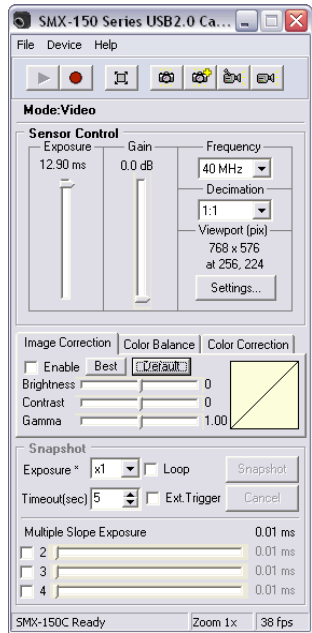 SMX-150 Series USB2.0 Ca...
File Device Help
Mode:Video
Sensor Control
Exposure Gain Frequency
12.90 ms 0.0 dB 40 MHz
Decimation
1:1
Viewport (pix)
768 x 576
at 256, 224
Settings...
Image Correction Color Balance Color Correction
Enable Best Default
Brightness 0
Contrast 0
Gamma 1.00
Snapshot
Exposure * x1 Loop Snapshot
Timeout(sec) 5 Ext.Trigger Cancel
Multiple Slope Exposure 0.01 ms
2 0.01 ms
3 0.01 ms
4 0.01 ms
SMX-150C Ready Zoom 1x 38 fps